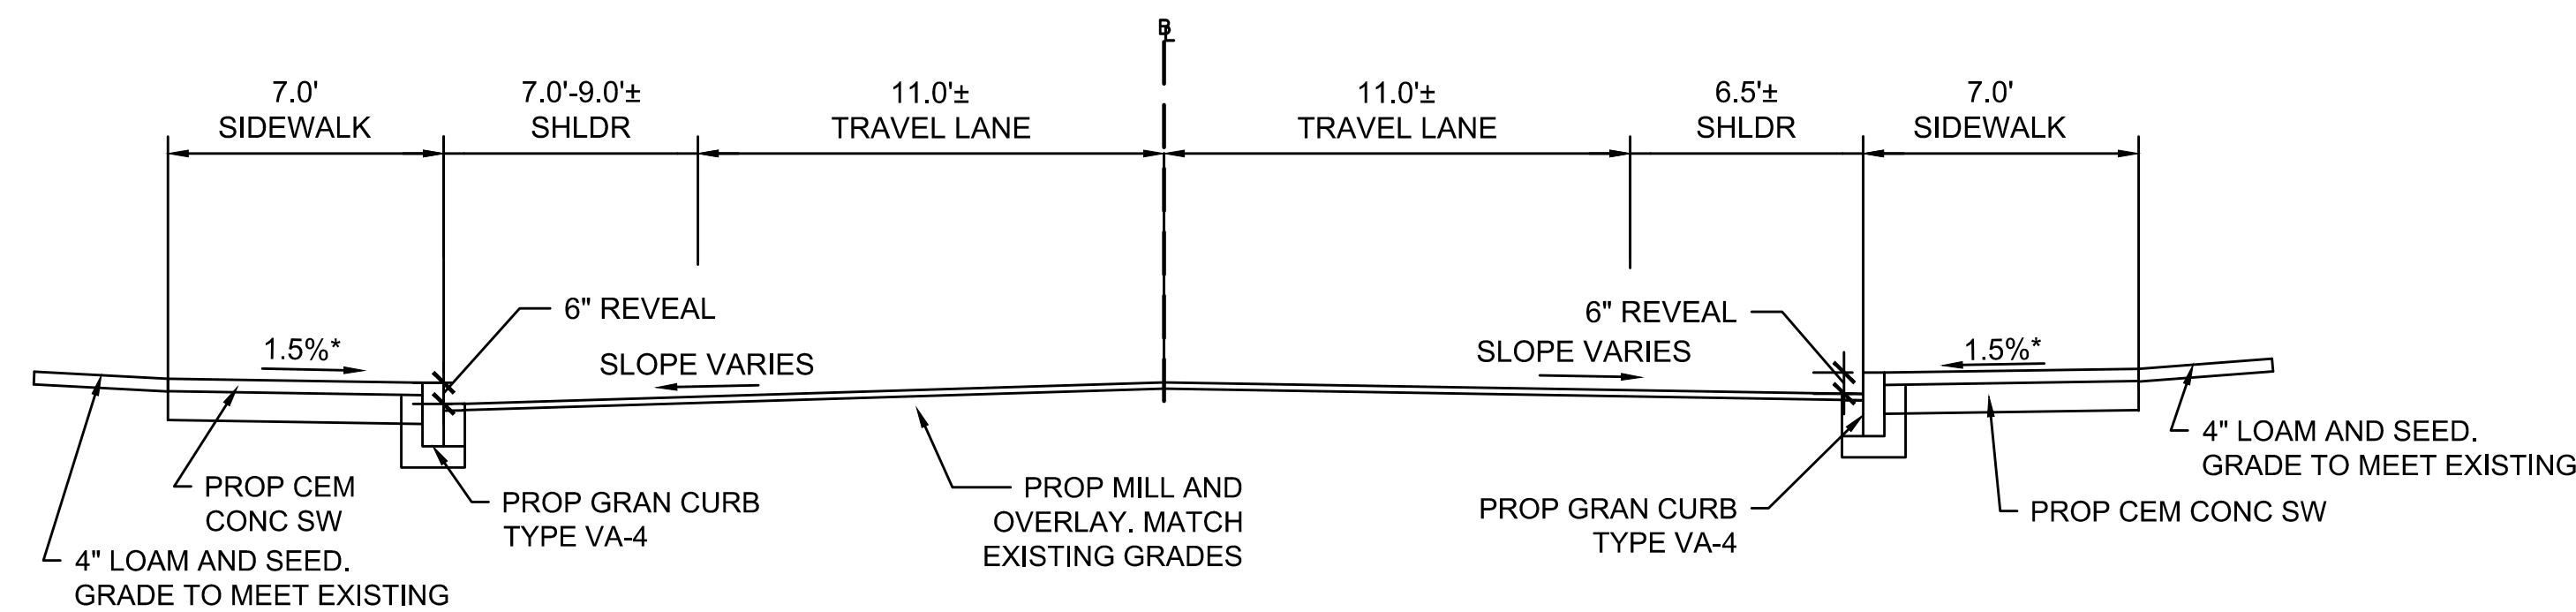 B
L
7.0'
SIDEWALK
7.0'-9.0'±
SHLDR
11.0'±
TRAVEL LANE
11.0'±
TRAVEL LANE
6.5'±
SHLDR
7.0'
SIDEWALK
6" REVEAL
6" REVEAL
1.5%*
SLOPE VARIES
SLOPE VARIES
1.5%*
PROP CEM
CONC SW
PROP GRAN CURB
TYPE VA-4
PROP MILL AND
OVERLAY. MATCH
EXISTING GRADES
PROP GRAN CURB
TYPE VA-4
4" LOAM AND SEED.
GRADE TO MEET EXISTING
PROP CEM CONC SW
4" LOAM AND SEED.
GRADE TO MEET EXISTING